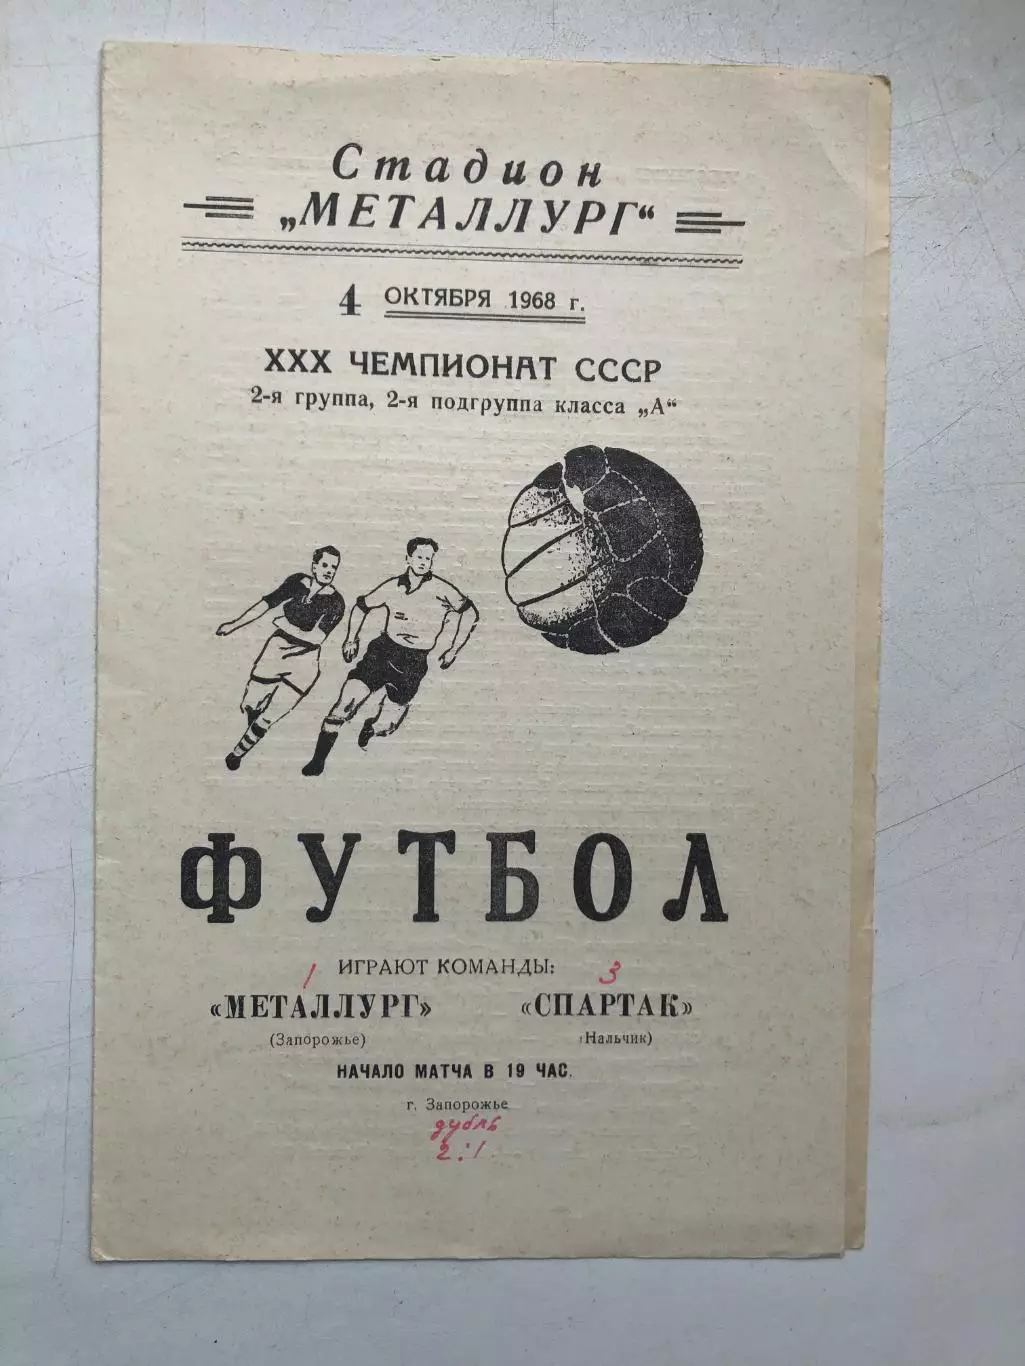 Стадион
„МЕТАЛЛУРГ“
4 ОКТЯБРЯ 1968 г.
XXX ЧЕМПИОНАТ СССР
2-я группа, 2-я подгруппа класса „А“
ФУТБОЛ
ИГРАЮТ КОМАНДЫ:
1 3
«МЕТАЛЛУРГ» «СПАРТАК»
(Запорожье) (Нальчик)
НАЧАЛО МАТЧА В 19 ЧАС.
г. Запорожье
дубль
2:1